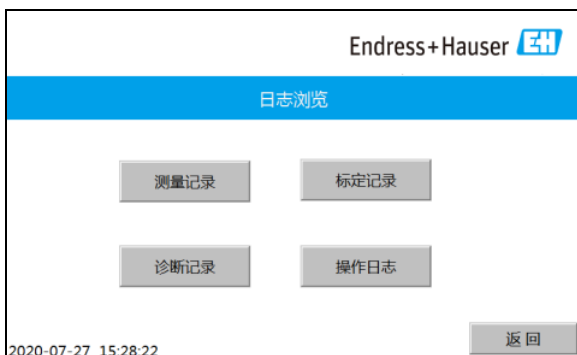 Endress+Hauser EH
日志浏览
测量记录 标定记录
诊断记录 操作日志
返回
2020-07-27 15:28:22